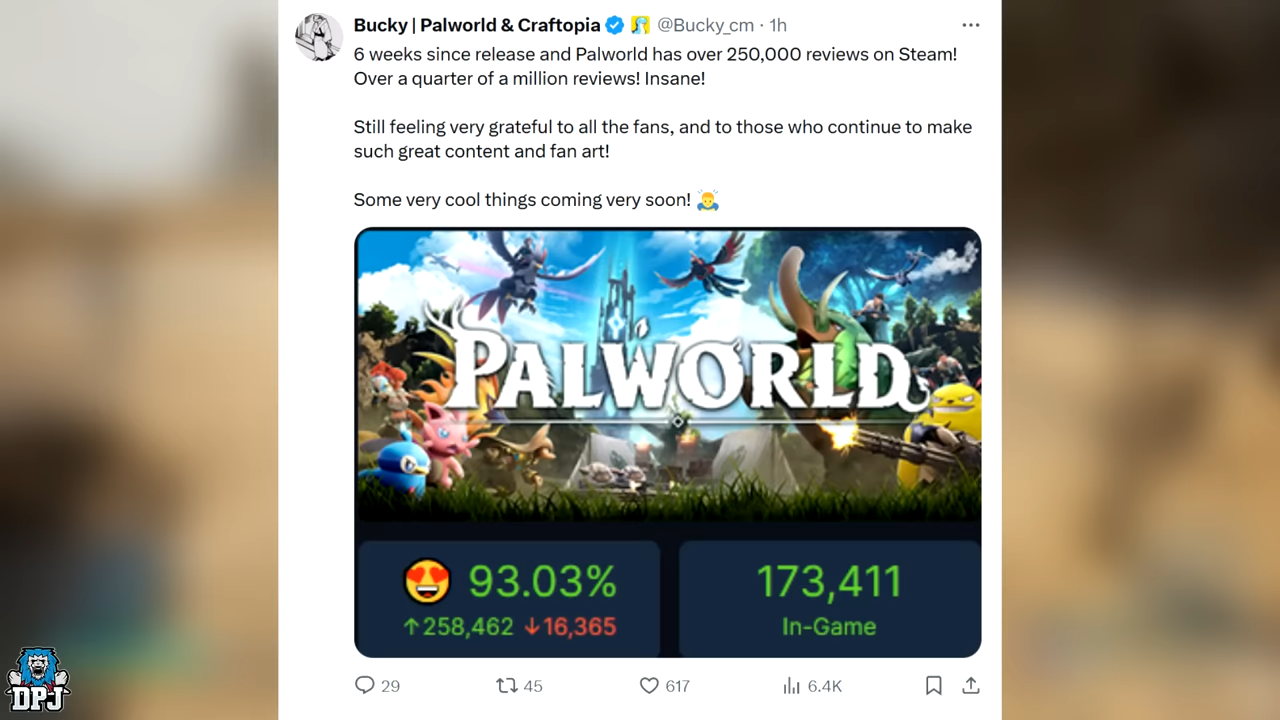 Bucky | Palworld & Craftopia @Bucky_cm · 1h
6 weeks since release and Palworld has over 250,000 reviews on Steam!
Over a quarter of a million reviews! Insane!
Still feeling very grateful to all the fans, and to those who continue to make
such great content and fan art!
Some very cool things coming very soon!
PALWORLD
93.03% 173,411
↑258,462 ↓16,365 In-Game
29 45 617 6.4K
DPJ